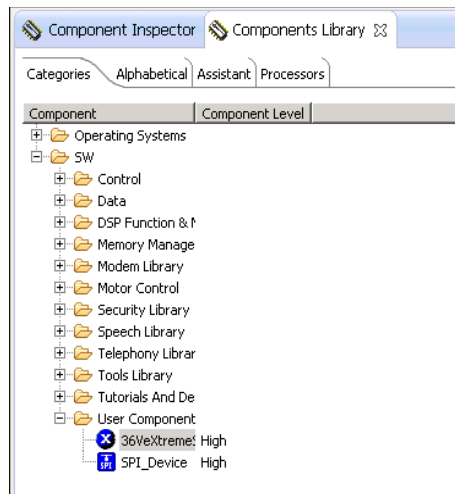 Component Inspector Components Library
Categories Alphabetical Assistant Processors
Component Component Level
Operating Systems
SW
Control
Data
DSP Function & M
Memory Manage
Modem Library
Motor Control
Security Library
Speech Library
Telephony Librar
Tools Library
Tutorials And De
User Component
36VeXtremeS High
SPI SPI_Device High